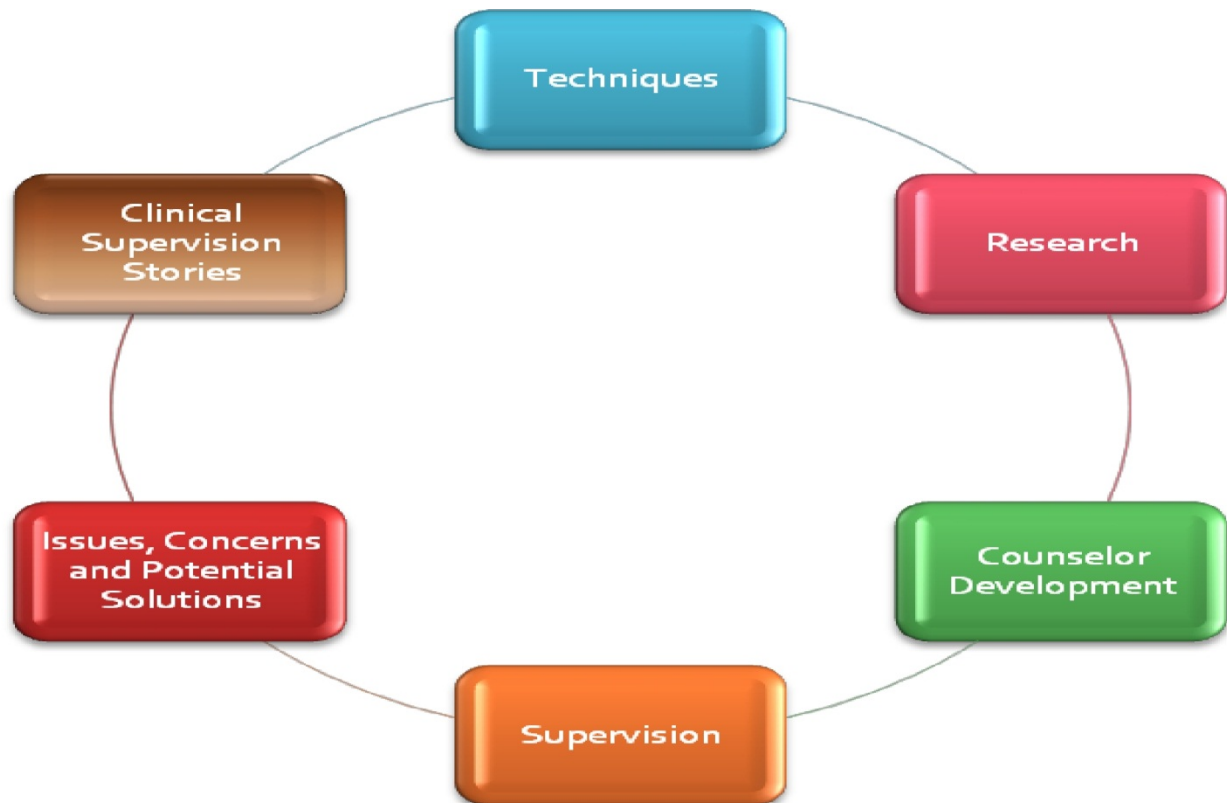 Techniques
Research
Counselor
Development
Supervision
Issues, Concerns
and Potential
Solutions
Clinical
Supervision
Stories